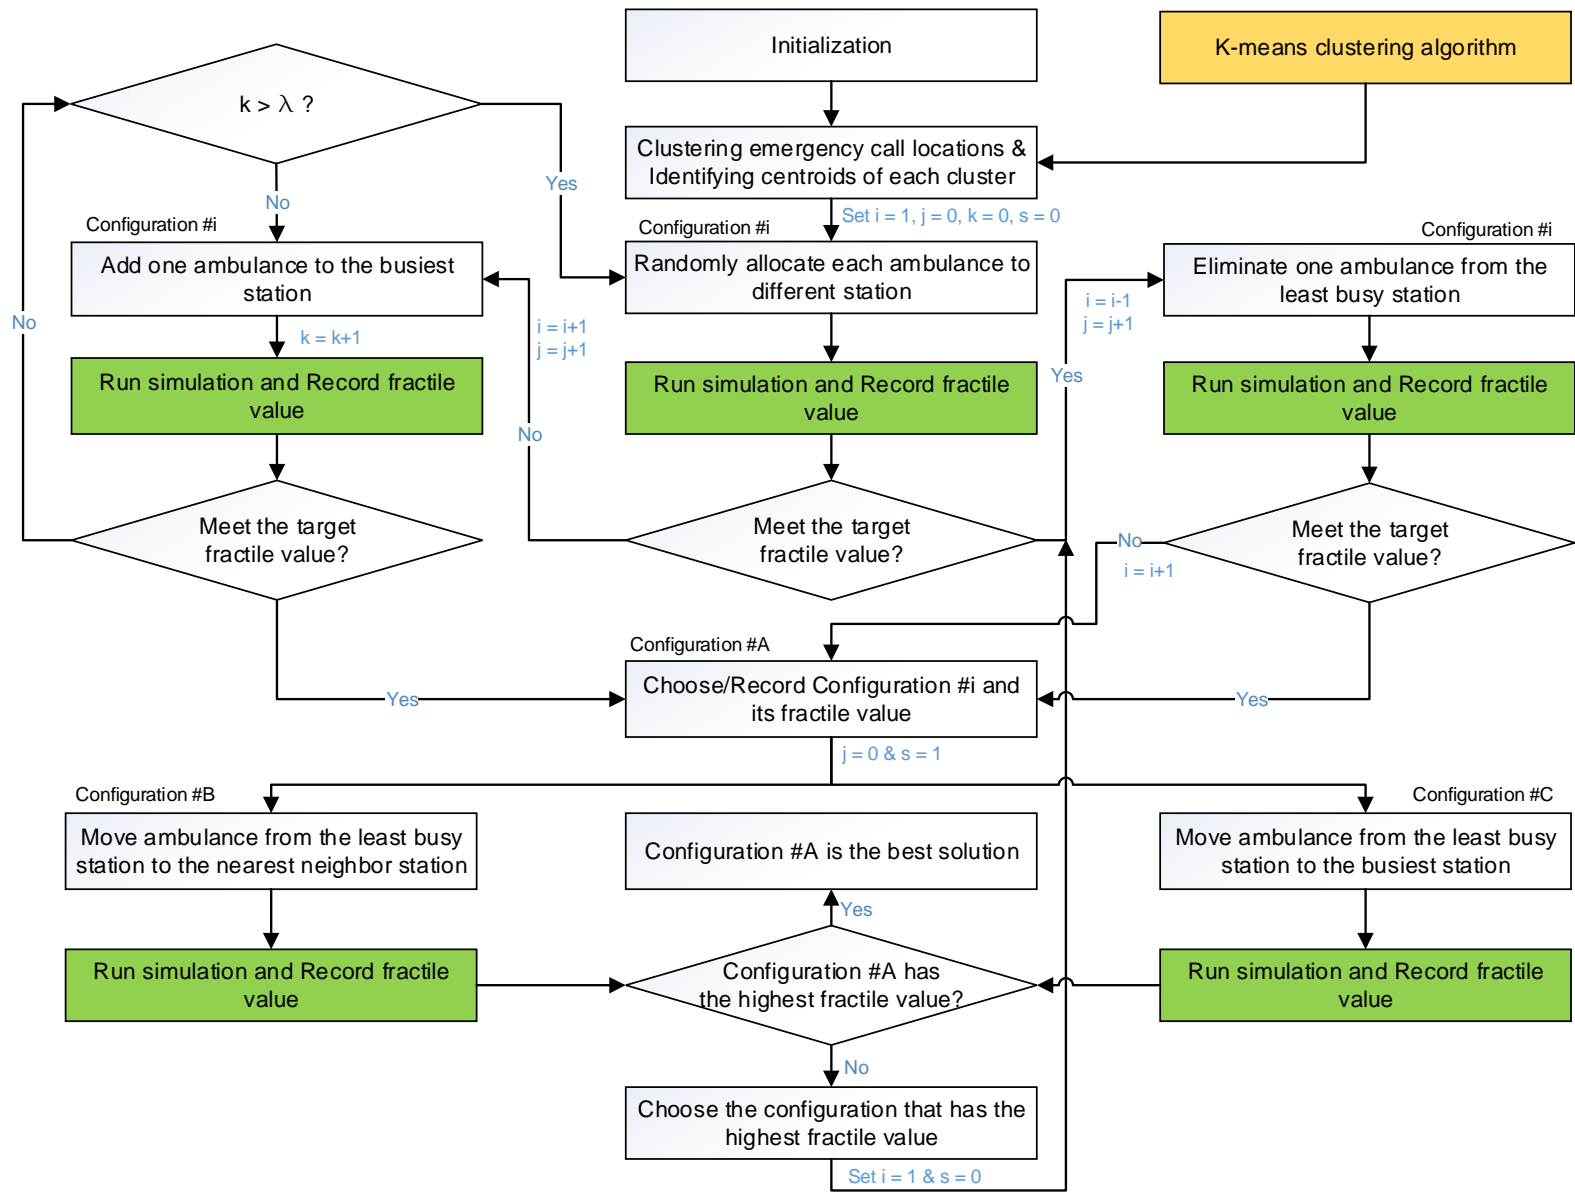 Initialization
K-means clustering algorithm
k > λ ?
Clustering emergency call locations &
Identifying centroids of each cluster
Yes
No
Set i = 1, j = 0, k = 0, s = 0
Configuration #i
Configuration #i
Configuration #i
Add one ambulance to the busiest
station
Randomly allocate each ambulance to
different station
Eliminate one ambulance from the
least busy station
No
k = k+1
i = i+1
j = j+1
i = i-1
j = j+1
Run simulation and Record fractile
value
Run simulation and Record fractile
value
Run simulation and Record fractile
value
Yes
No
Meet the target
fractile value?
Meet the target
fractile value?
Meet the target
fractile value?
No
i = i+1
Configuration #A
Choose/Record Configuration #i and
its fractile value
Yes
Yes
j = 0 & s = 1
Configuration #B
Configuration #C
Move ambulance from the least busy
station to the nearest neighbor station
Configuration #A is the best solution
Move ambulance from the least busy
station to the busiest station
Yes
Run simulation and Record fractile
value
Configuration #A has
the highest fractile value?
Run simulation and Record fractile
value
No
Choose the configuration that has the
highest fractile value
Set i = 1 & s = 0